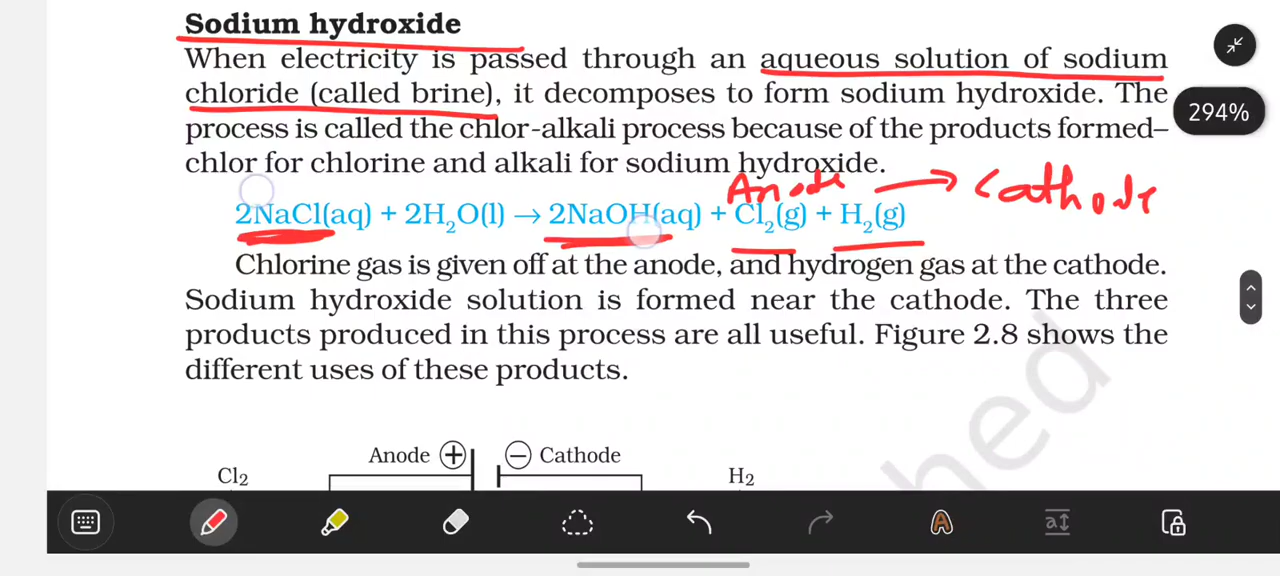 Sodium hydroxide
When electricity is passed through an aqueous solution of sodium
chloride (called brine), it decomposes to form sodium hydroxide. The
294%
process is called the chlor-alkali process because of the products formed–
chlor for chlorine and alkali for sodium hydroxide.
Anode → Cathode
2NaCl(aq) + 2H₂O(l) → 2NaOH(aq) + Cl₂(g) + H₂(g)
Chlorine gas is given off at the anode, and hydrogen gas at the cathode.
Sodium hydroxide solution is formed near the cathode. The three
products produced in this process are all useful. Figure 2.8 shows the
different uses of these products.
hed
Anode + − Cathode
Cl₂ H₂
A aI